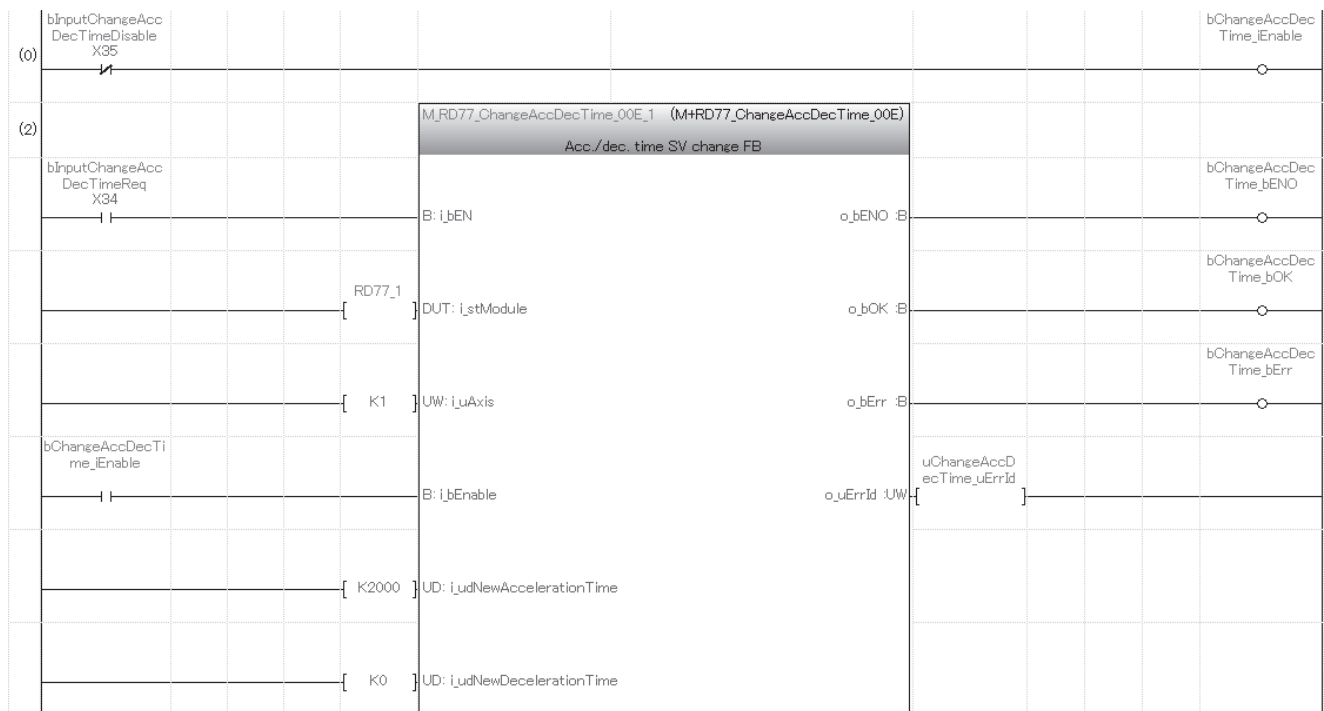 bInputChangeAcc
DecTimeDisable
X35
bChangeAccDec
Time_iEnable
(0)
(2)
M_RD77_ChangeAccDecTime_00E_1 (M+RD77_ChangeAccDecTime_00E)
Acc./dec. time SV change FB
bInputChangeAcc
DecTimeReq
X34
B: i_bEN
o_bENO :B
bChangeAccDec
Time_bENO
RD77_1
DUT: i_stModule
o_bOK :B
bChangeAccDec
Time_bOK
K1
UW: i_uAxis
o_bErr :B
bChangeAccDec
Time_bErr
bChangeAccDecTi
me_iEnable
B: i_bEnable
o_uErrId :UW
uChangeAccD
ecTime_uErrId
K2000
UD: i_udNewAccelerationTime
K0
UD: i_udNewDecelerationTime